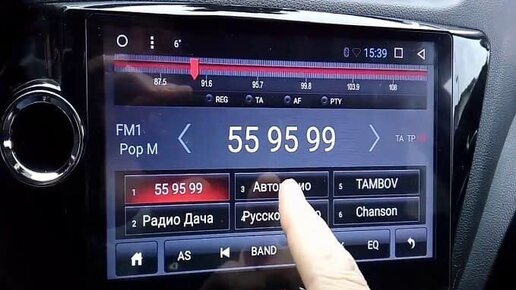 6° 15:39
87.5 91.6 95.7 99.8 103.9 108
REG TA AF PTY
FM1 55 95 99 TA TP
Pop M
1 55 95 99 3 5 TAMBOV
2 Радио Дача 4 6 Chanson
AS BAND EQ